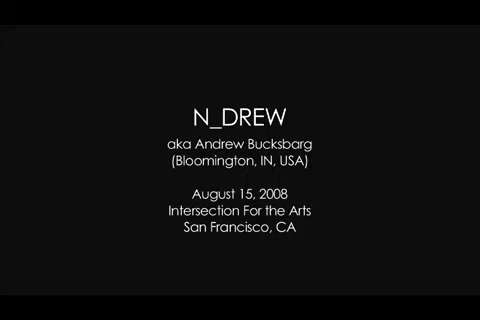 N_DREW
aka Andrew Bucksbarg
(Bloomington, IN, USA)
August 15, 2008
Intersection For the Arts
San Francisco, CA